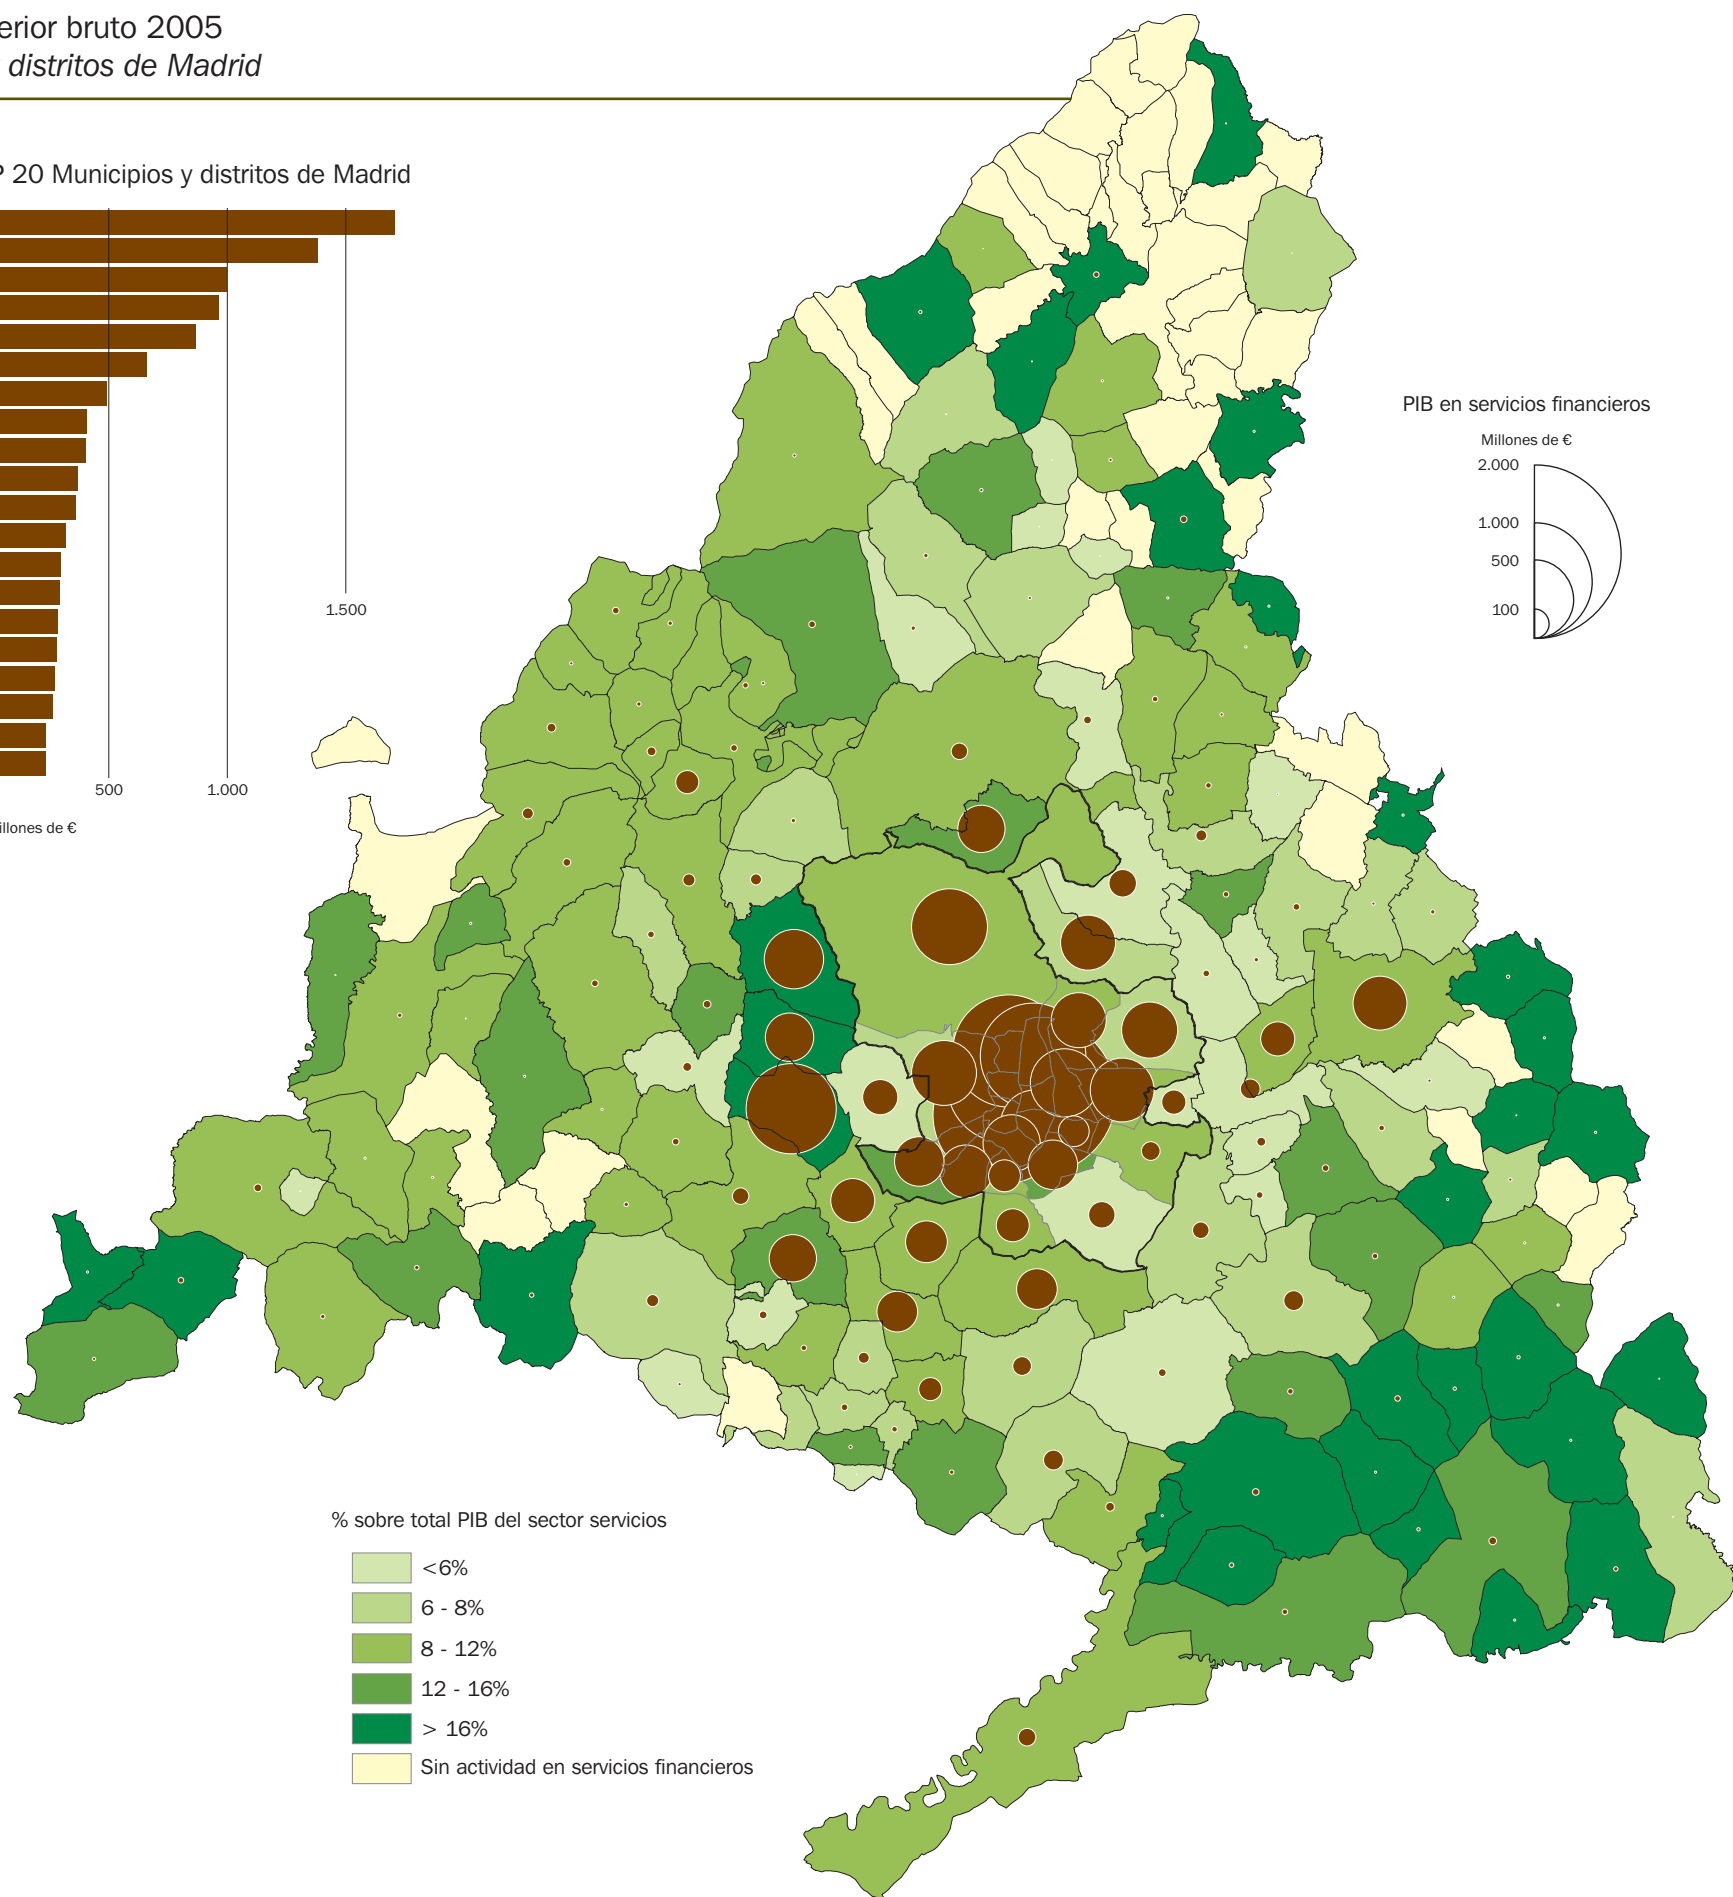 erior bruto 2005
distritos de Madrid
P 20 Municipios y distritos de Madrid
1.500
500
1.000
illones de €
PIB en servicios financieros
Millones de €
2.000
1.000
500
100
% sobre total PIB del sector servicios
<6%
6 - 8%
8 - 12%
12 - 16%
> 16%
Sin actividad en servicios financieros